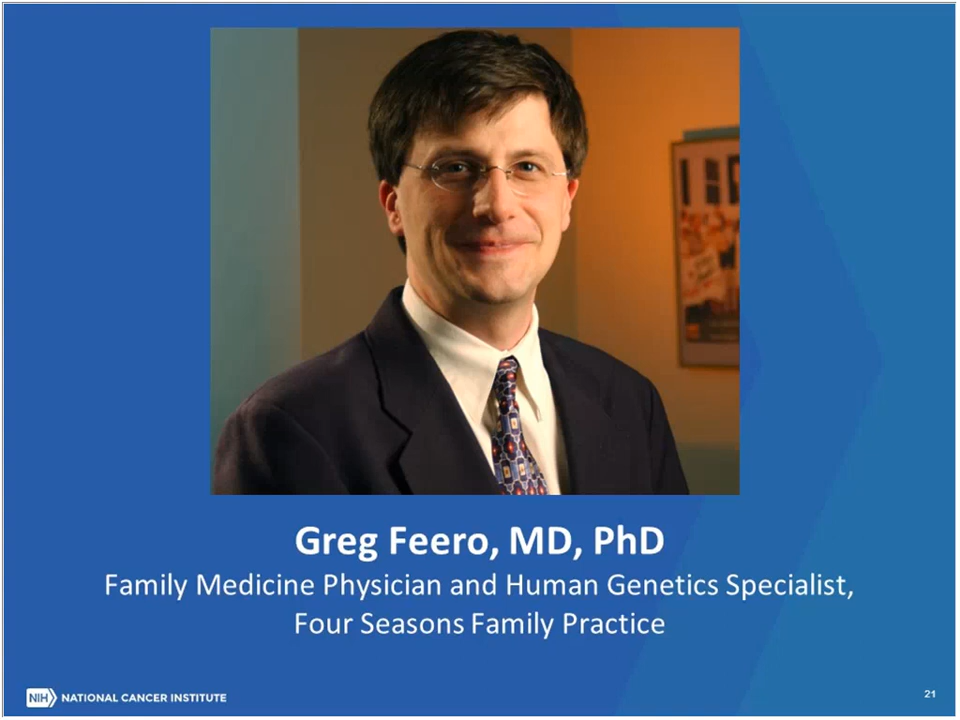 Greg Feero, MD, PhD
Family Medicine Physician and Human Genetics Specialist,
Four Seasons Family Practice
NIH NATIONAL CANCER INSTITUTE
21